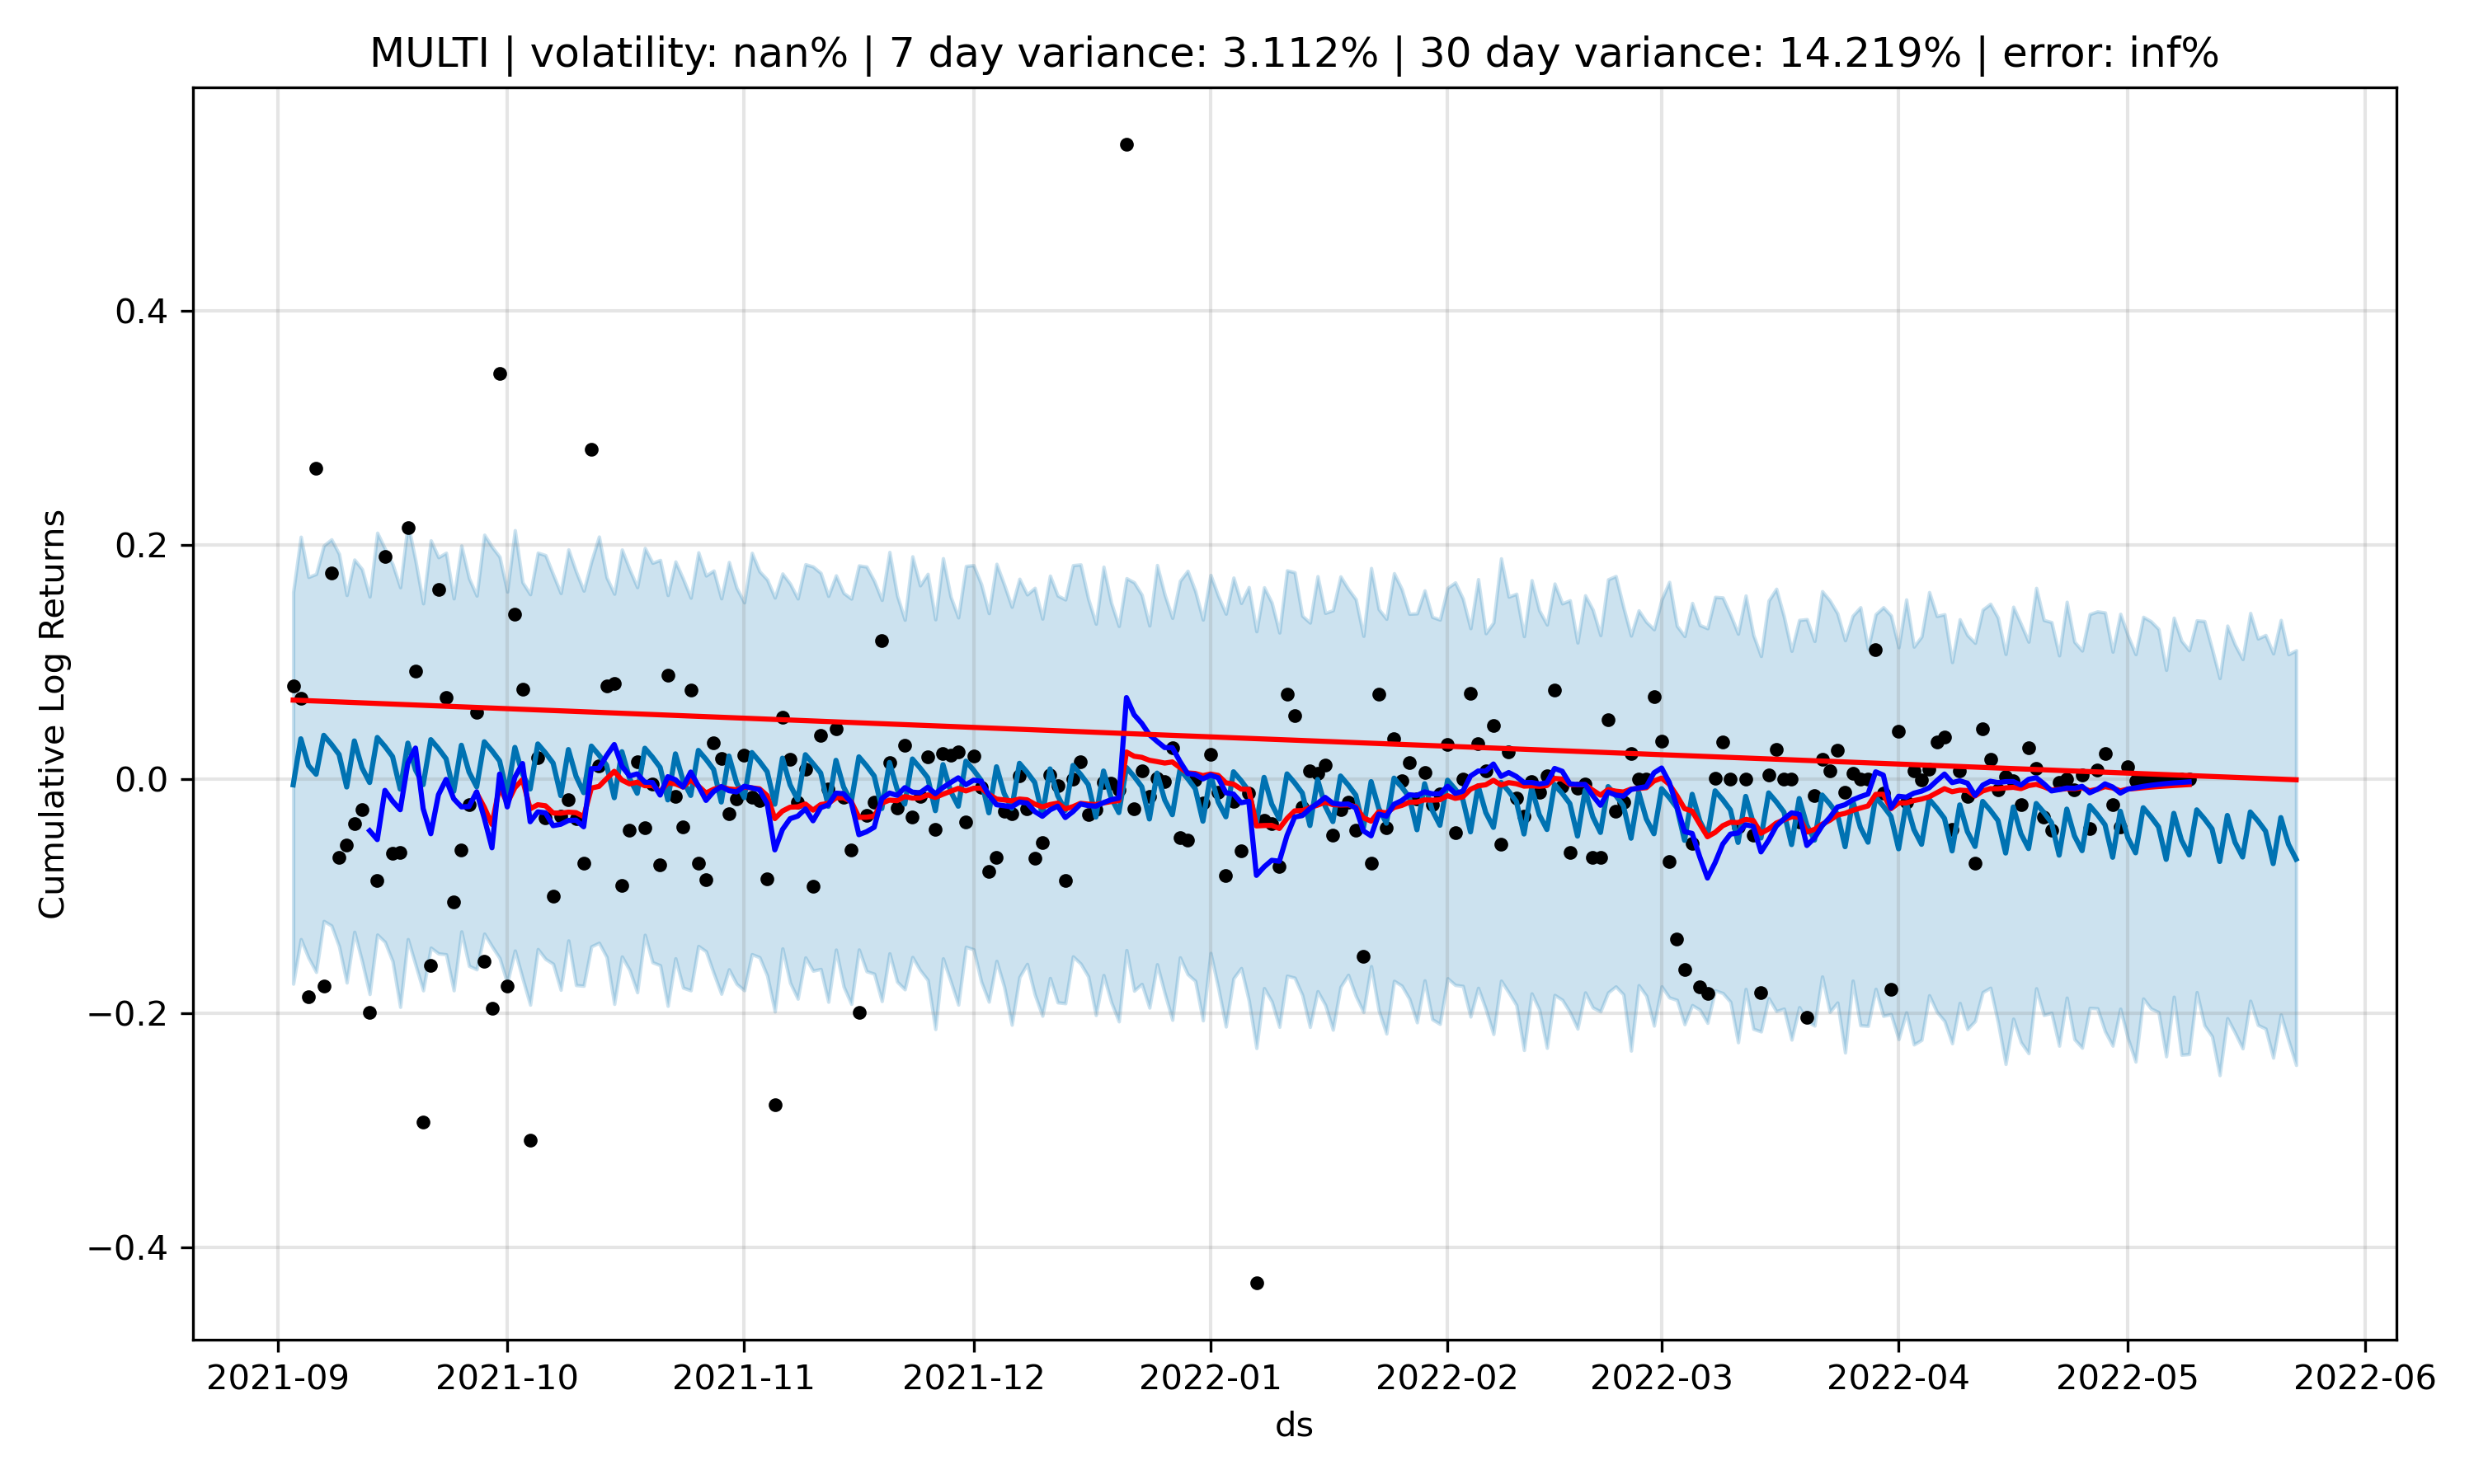 MULTI | volatility: nan% | 7 day variance: 3.112% | 30 day variance: 14.219% | error: inf%
Cumulative Log Returns
0.4
0.2
0.0
−0.2
−0.4
2021-09 2021-10 2021-11 2021-12 2022-01 2022-02 2022-03 2022-04 2022-05 2022-06
ds